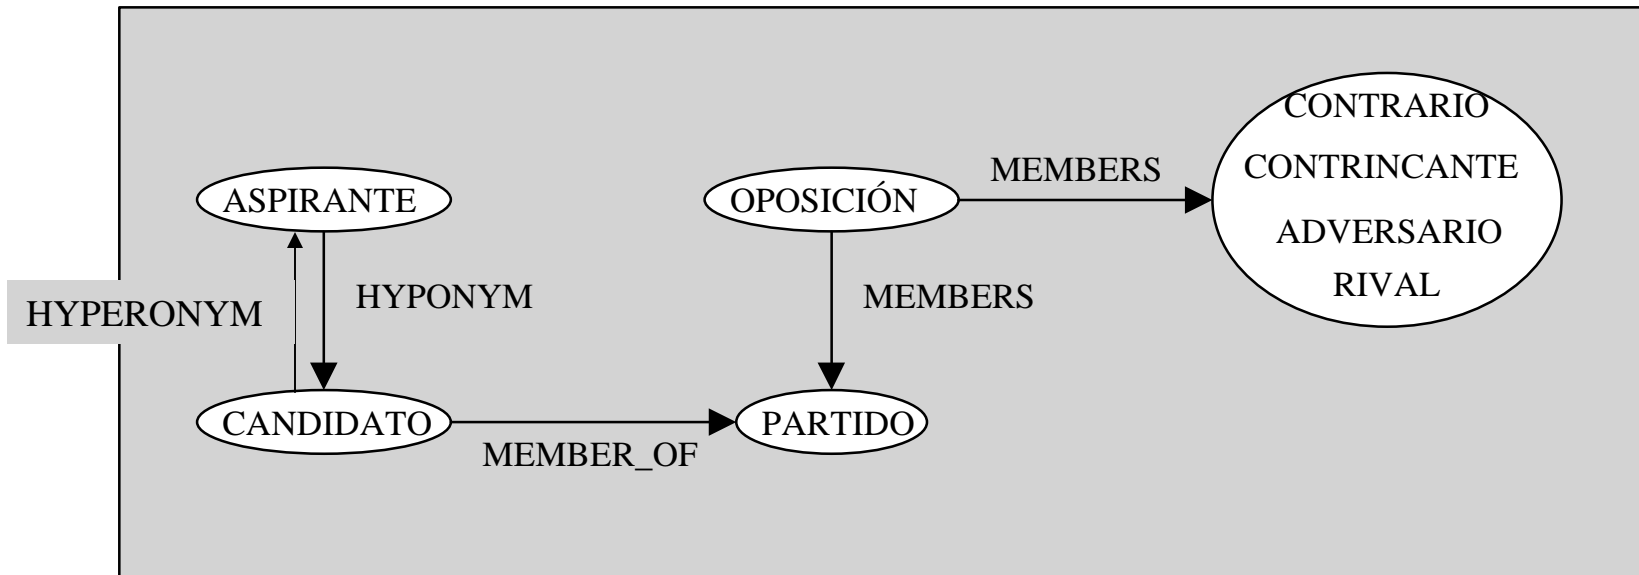 CONTRARIO
MEMBERS
CONTRINCANTE
ASPIRANTE
OPOSICIÓN
ADVERSARIO
RIVAL
HYPERONYM
HYPONYM
MEMBERS
CANDIDATO
PARTIDO
MEMBER_OF